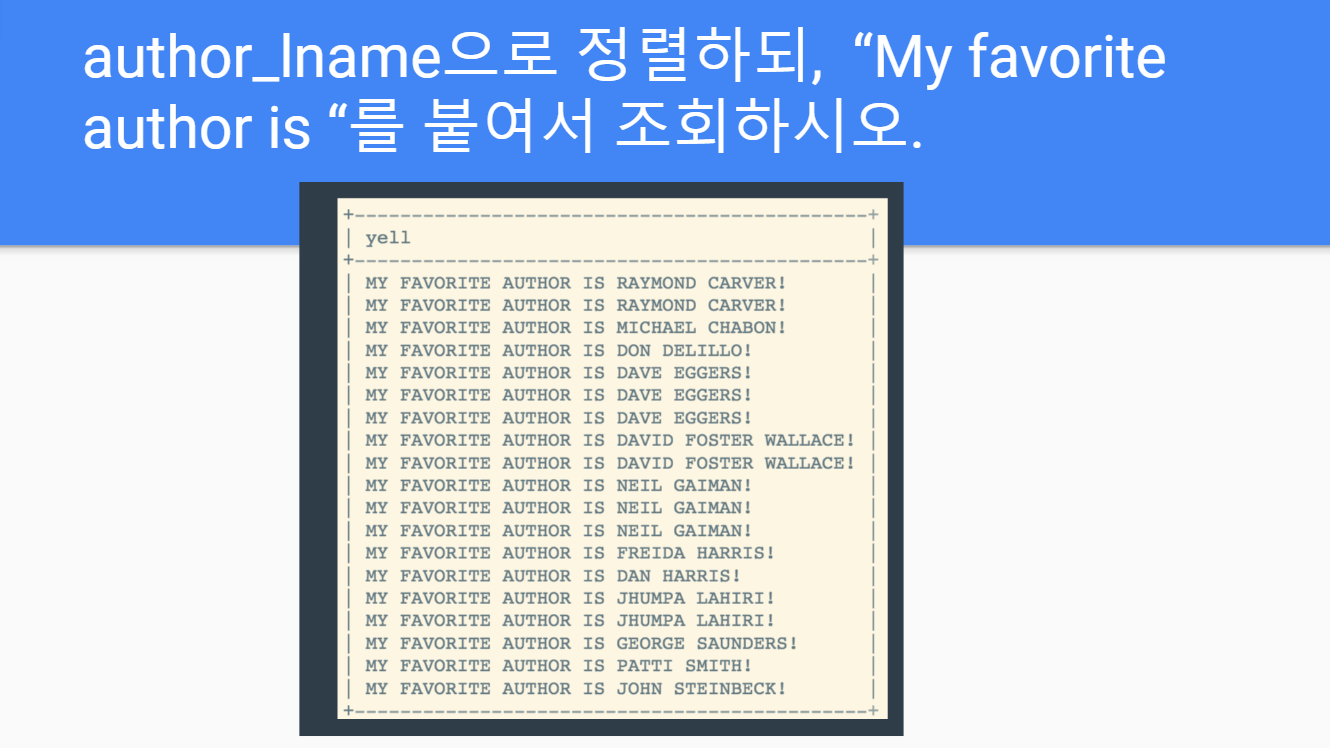 author_lname으로 정렬하되, “My favorite
author is “를 붙여서 조회하시오.
+---------------------------------------------+
| yell |
+---------------------------------------------+
| MY FAVORITE AUTHOR IS RAYMOND CARVER! |
| MY FAVORITE AUTHOR IS RAYMOND CARVER! |
| MY FAVORITE AUTHOR IS MICHAEL CHABON! |
| MY FAVORITE AUTHOR IS DON DELILLO! |
| MY FAVORITE AUTHOR IS DAVE EGGERS! |
| MY FAVORITE AUTHOR IS DAVE EGGERS! |
| MY FAVORITE AUTHOR IS DAVE EGGERS! |
| MY FAVORITE AUTHOR IS DAVID FOSTER WALLACE! |
| MY FAVORITE AUTHOR IS DAVID FOSTER WALLACE! |
| MY FAVORITE AUTHOR IS NEIL GAIMAN! |
| MY FAVORITE AUTHOR IS NEIL GAIMAN! |
| MY FAVORITE AUTHOR IS NEIL GAIMAN! |
| MY FAVORITE AUTHOR IS FREIDA HARRIS! |
| MY FAVORITE AUTHOR IS DAN HARRIS! |
| MY FAVORITE AUTHOR IS JHUMPA LAHIRI! |
| MY FAVORITE AUTHOR IS JHUMPA LAHIRI! |
| MY FAVORITE AUTHOR IS GEORGE SAUNDERS! |
| MY FAVORITE AUTHOR IS PATTI SMITH! |
| MY FAVORITE AUTHOR IS JOHN STEINBECK! |
+---------------------------------------------+